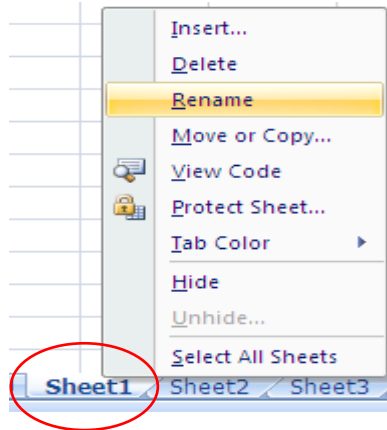 Insert...
Delete
Rename
Move or Copy...
View Code
Protect Sheet...
Tab Color
Hide
Unhide...
Select All Sheets
Sheet1 Sheet2 Sheet3